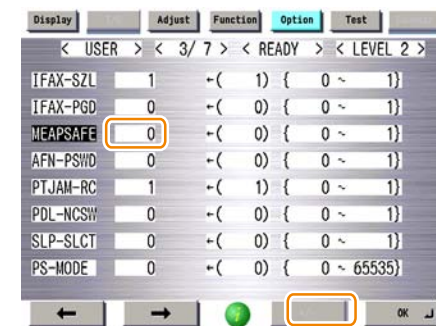 Display Adjust Function Option Test
< USER > < 3/ 7 > < READY > < LEVEL 2 >
IFAX-SZL 1 ←( 1) { 0 ~ 1}
IFAX-PGD 0 ←( 0) { 0 ~ 1}
MEAPSAFE 0 ←( 0) { 0 ~ 1}
AFN-PSWD 0 ←( 0) { 0 ~ 1}
PTJAM-RC 1 ←( 1) { 0 ~ 1}
PDL-NCSW 0 ←( 0) { 0 ~ 1}
SLP-SLCT 0 ←( 0) { 0 ~ 1}
PS-MODE 0 ←( 0) { 0 ~ 65535}
← → i OK